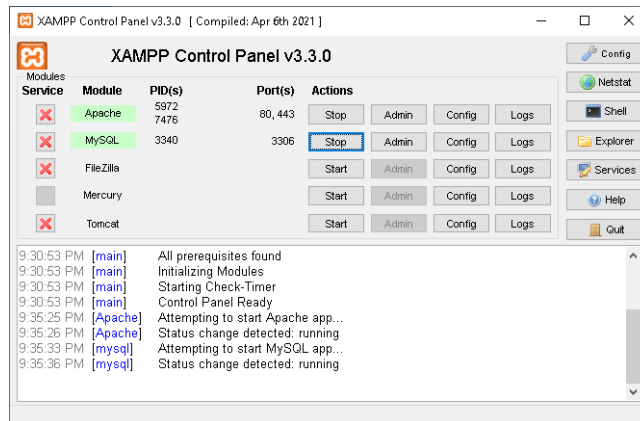 XAMPP Control Panel v3.3.0 [ Compiled: Apr 6th 2021 ]
XAMPP Control Panel v3.3.0
Config
Modules
Service Module PID(s) Port(s) Actions
Netstat
Apache 5972 7476 80, 443 Stop Admin Config Logs
Shell
MySQL 3340 3306 Stop Admin Config Logs
Explorer
FileZilla Start Admin Config Logs
Services
Mercury Start Admin Config Logs
Help
Tomcat Start Admin Config Logs
Quit
9:30:53 PM [main] All prerequisites found
9:30:53 PM [main] Initializing Modules
9:30:53 PM [main] Starting Check-Timer
9:30:53 PM [main] Control Panel Ready
9:35:25 PM [Apache] Attempting to start Apache app...
9:35:26 PM [Apache] Status change detected: running
9:35:33 PM [mysql] Attempting to start MySQL app...
9:35:36 PM [mysql] Status change detected: running